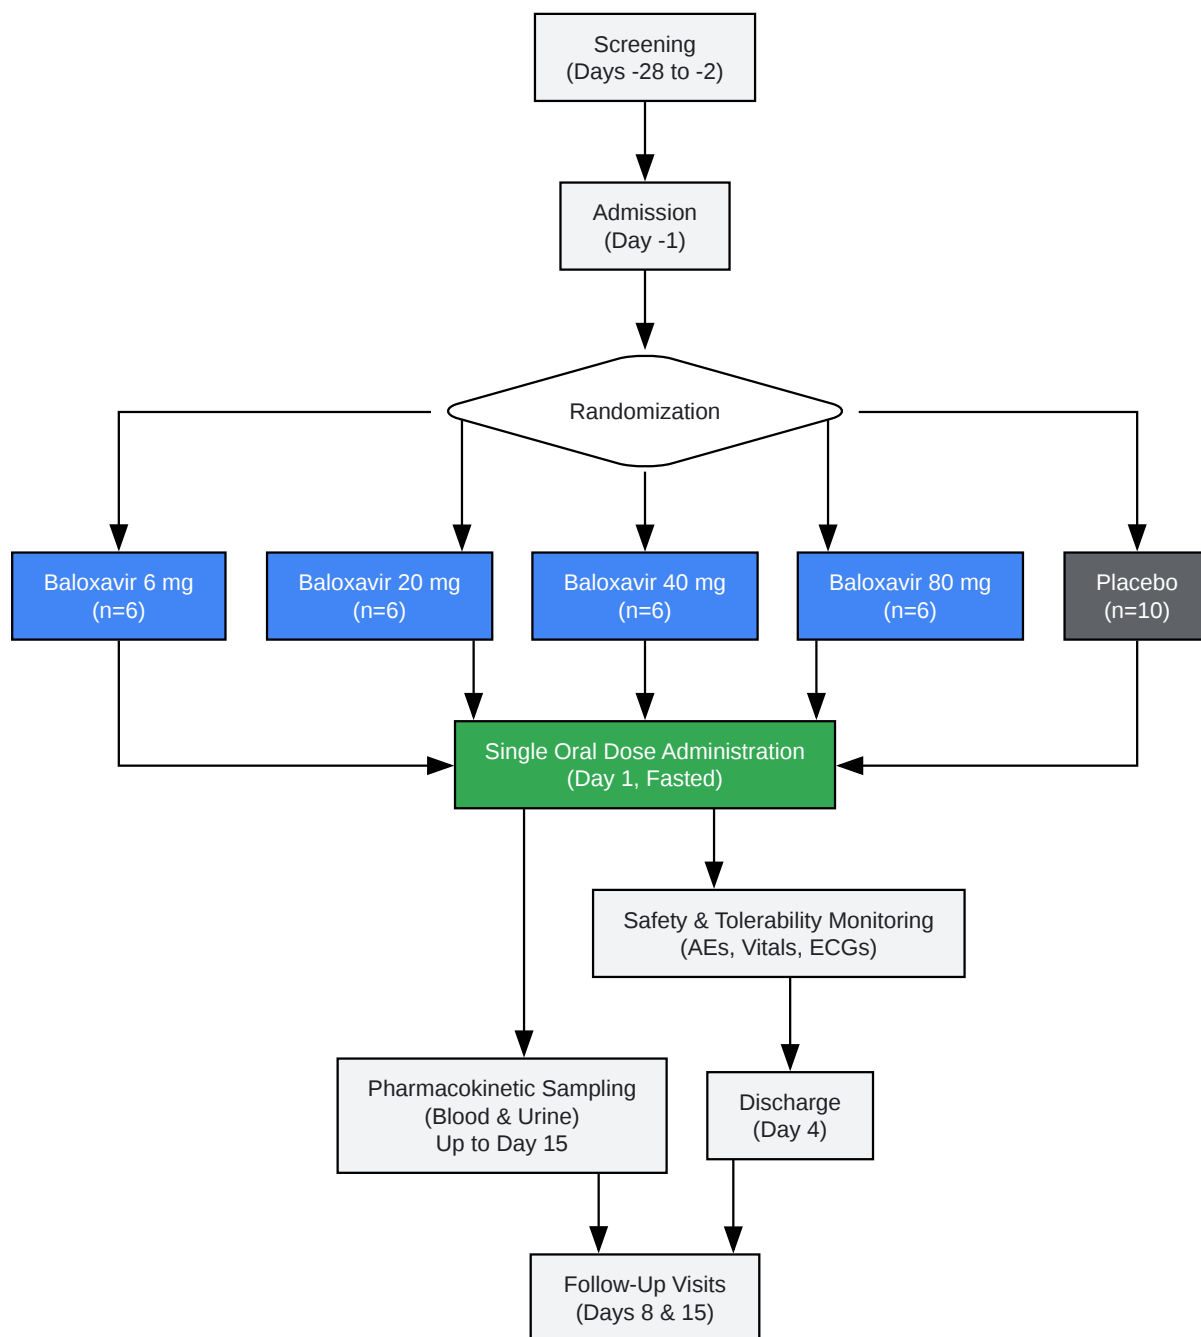 Screening
(Days -28 to -2)
Admission
(Day -1)
Randomization
Baloxavir 6 mg
(n=6)
Baloxavir 20 mg
(n=6)
Baloxavir 40 mg
(n=6)
Baloxavir 80 mg
(n=6)
Placebo
(n=10)
Single Oral Dose Administration
(Day 1, Fasted)
Safety & Tolerability Monitoring
(AEs, Vitals, ECGs)
Pharmacokinetic Sampling
(Blood & Urine)
Up to Day 15
Discharge
(Day 4)
Follow-Up Visits
(Days 8 & 15)